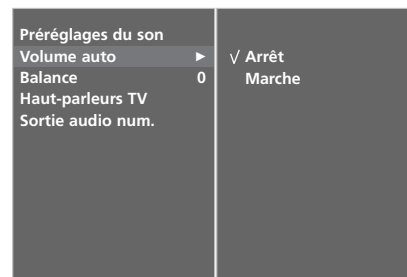 Préréglages du son
Volume auto ►
Balance 0
Haut-parleurs TV
Sortie audio num.
√ Arrêt
Marche